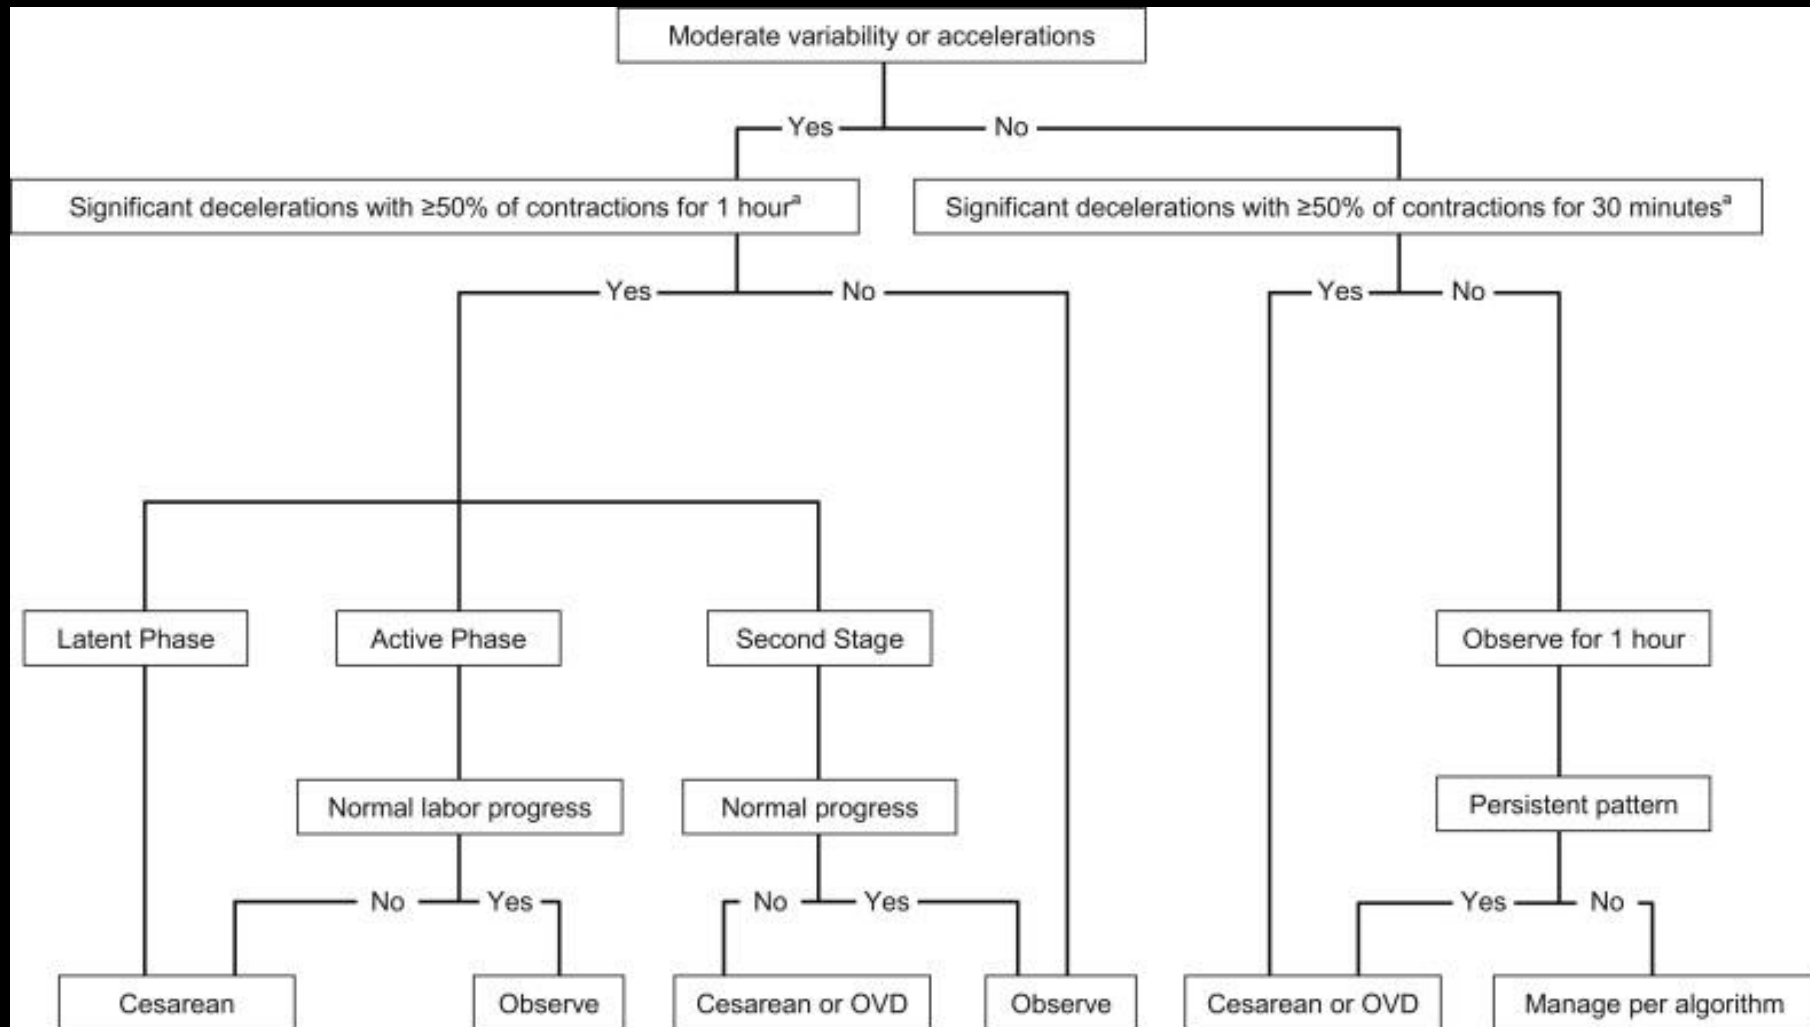 Moderate variability or accelerations
Yes
No
Significant decelerations with ≥50% of contractions for 1 hourᵃ
Significant decelerations with ≥50% of contractions for 30 minutesᵃ
Yes
No
Yes
No
Latent Phase
Active Phase
Second Stage
Observe for 1 hour
Normal labor progress
Normal progress
Persistent pattern
No
Yes
No
Yes
Yes
No
Cesarean
Observe
Cesarean or OVD
Observe
Cesarean or OVD
Manage per algorithm